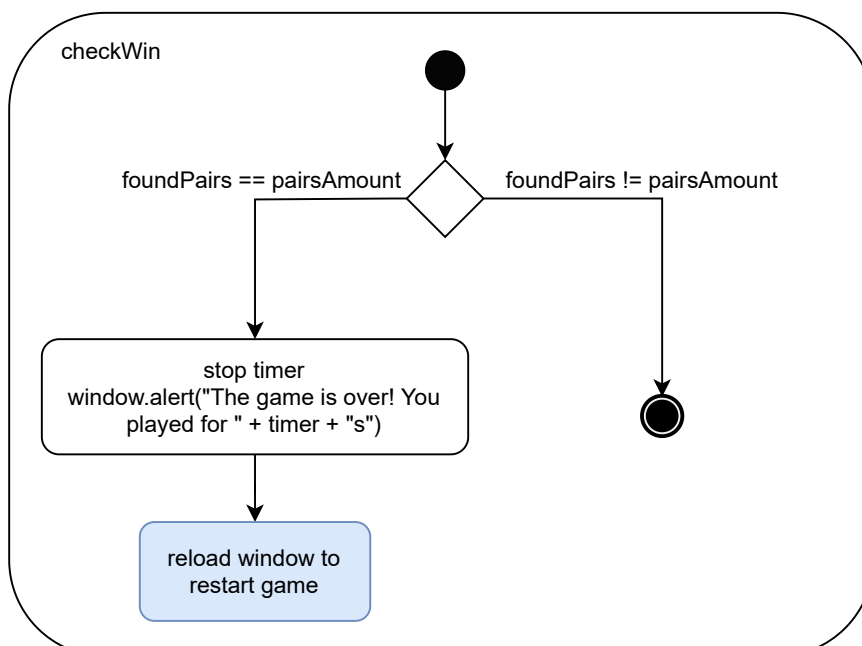 checkWin
foundPairs == pairsAmount
foundPairs != pairsAmount
stop timer
window.alert("The game is over! You
played for " + timer + "s")
reload window to
restart game